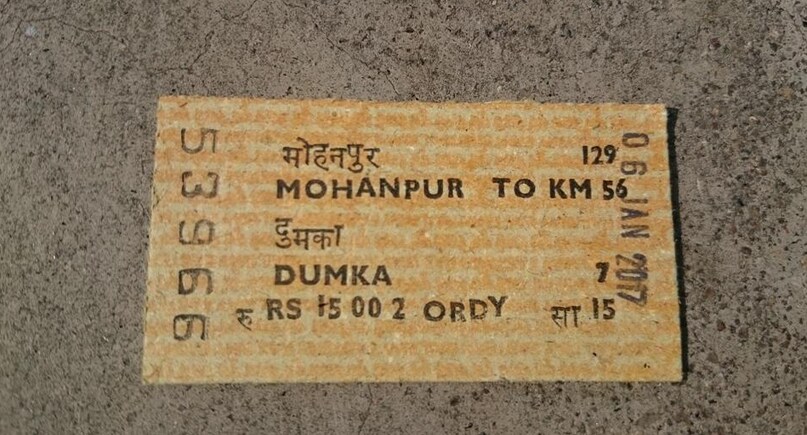 53966
मोहनपुर 129
MOHANPUR TO KM 56
दुमका
DUMKA 7
रु RS 15 00 2 ORDY सा 15
06 JAN 2017